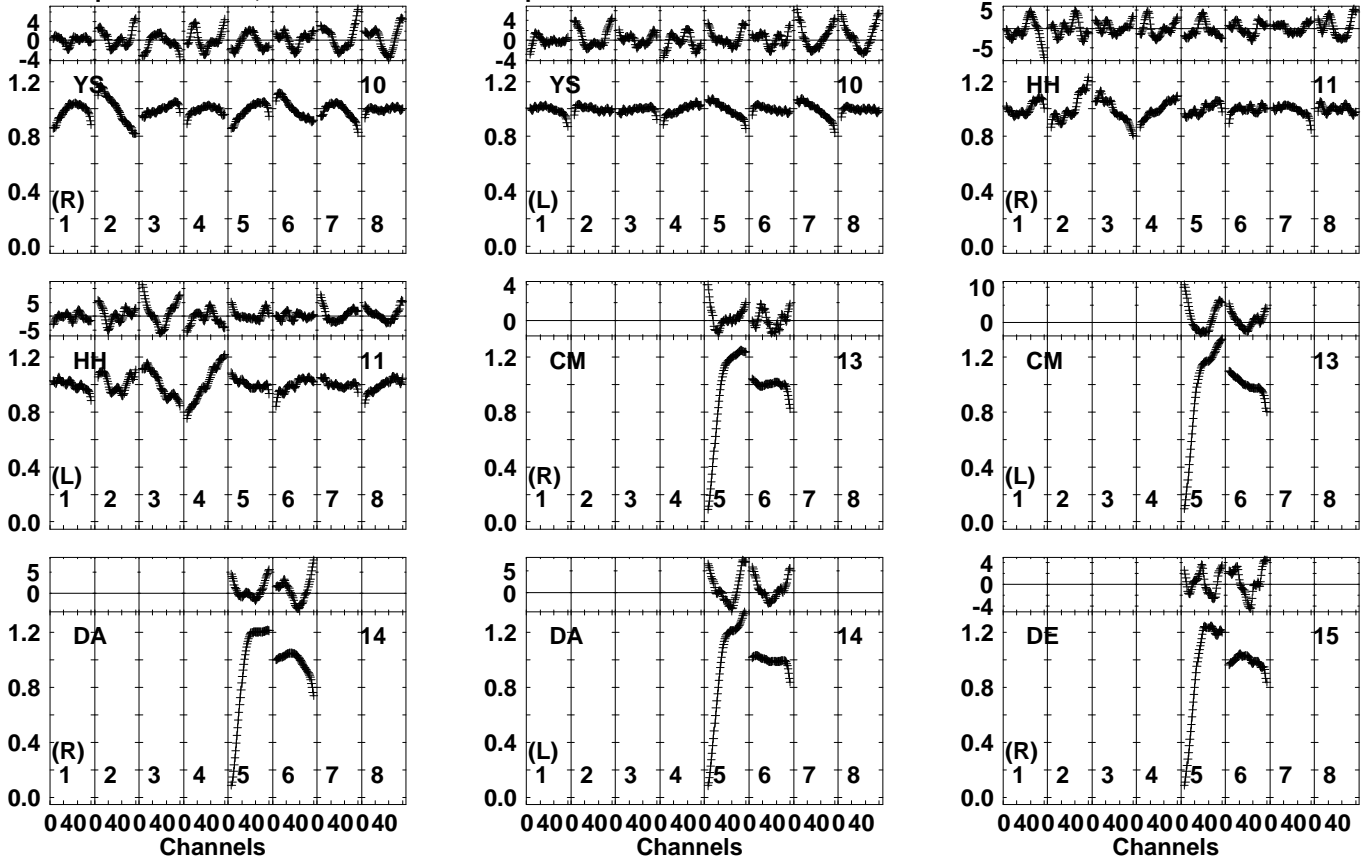 4 0 -4 1.2 0.8 0.4 0.0 YS 10 (R) 1 2 3 4 5 6 7 8
4 0 -4 1.2 0.8 0.4 0.0 YS 10 (L) 1 2 3 4 5 6 7 8
5 -5 1.2 0.8 0.4 0.0 HH 11 (R) 1 2 3 4 5 6 7 8
5 -5 1.2 0.8 0.4 0.0 HH 11 (L) 1 2 3 4 5 6 7 8
4 0 1.2 0.8 0.4 0.0 CM 13 (R) 1 2 3 4 5 6 7 8
10 0 1.2 0.8 0.4 0.0 CM 13 (L) 1 2 3 4 5 6 7 8
5 0 1.2 0.8 0.4 0.0 DA 14 (R) 1 2 3 4 5 6 7 8
5 0 1.2 0.8 0.4 0.0 DA 14 (L) 1 2 3 4 5 6 7 8
4 0 -4 1.2 0.8 0.4 0.0 DE 15 (R) 1 2 3 4 5 6 7 8
0 40 0 40 0 40 0 40 0 40 0 40 0 40 0 40
Channels
0 40 0 40 0 40 0 40 0 40 0 40 0 40 0 40
Channels
0 40 0 40 0 40 0 40 0 40 0 40 0 40 0 40
Channels